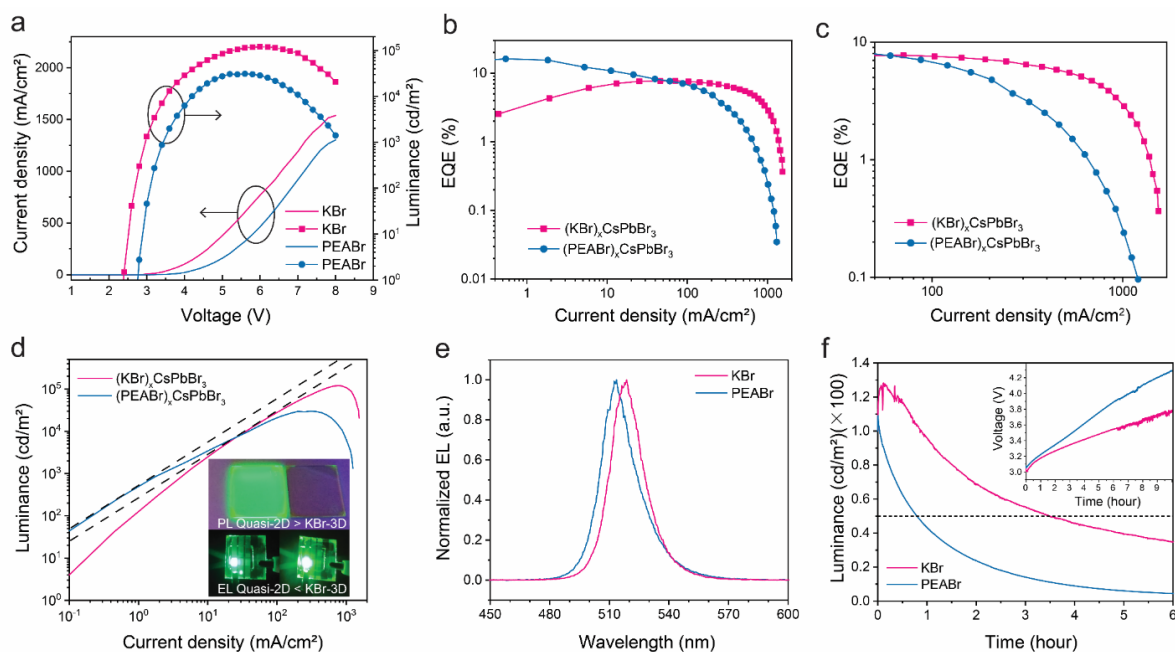 a
Current density (mA/cm²)
2000
1750
1500
1250
1000
750
500
250
0
1 2 3 4 5 6 7 8 9
Voltage (V)
10⁵
10⁴
10³
10²
10¹
10⁰
Luminance (cd/m²)
KBr
KBr
PEABr
PEABr
b
EQE (%)
100
10
1
0.1
0.01
1 10 100 1000
Current density (mA/cm²)
(KBr)ₓCsPbBr₃
(PEABr)ₓCsPbBr₃
c
EQE (%)
10
1
0.1
100 1000
Current density (mA/cm²)
(KBr)ₓCsPbBr₃
(PEABr)ₓCsPbBr₃
d
Luminance (cd/m²)
10⁵
10⁴
10³
10²
10¹
10⁰
10⁻¹ 10⁰ 10¹ 10² 10³
Current density (mA/cm²)
(KBr)ₓCsPbBr₃
(PEABr)ₓCsPbBr₃
PL Quasi-2D > KBr-3D
EL Quasi-2D < KBr-3D
e
Normalized EL (a.u.)
1.0
0.8
0.6
0.4
0.2
0.0
450 480 510 540 570 600
Wavelength (nm)
KBr
PEABr
f
Luminance (cd/m²)(×100)
1.4
1.2
1.0
0.8
0.6
0.4
0.2
0.0
0 1 2 3 4 5 6
Time (hour)
KBr
PEABr
Voltage (V)
4.2
3.9
3.6
3.3
3.0
0 1 2 3 4 5 6 7 8 9
Time (hour)